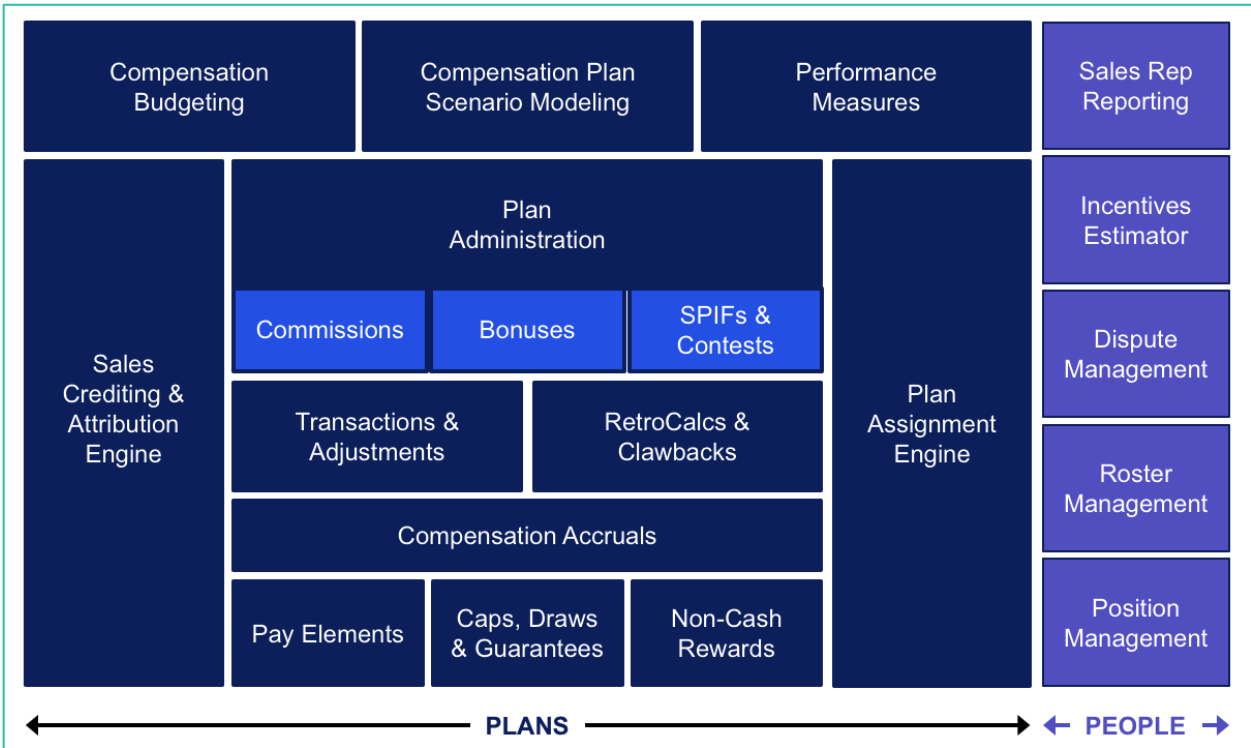 Compensation
Budgeting
Compensation Plan
Scenario Modeling
Performance
Measures
Sales Rep
Reporting
Sales
Crediting &
Attribution
Engine
Plan
Administration
Commissions
Bonuses
SPIFs &
Contests
Transactions &
Adjustments
RetroCalcs &
Clawbacks
Compensation Accruals
Pay Elements
Caps, Draws
& Guarantees
Non-Cash
Rewards
Plan
Assignment
Engine
Incentives
Estimator
Dispute
Management
Roster
Management
Position
Management
PLANS
PEOPLE